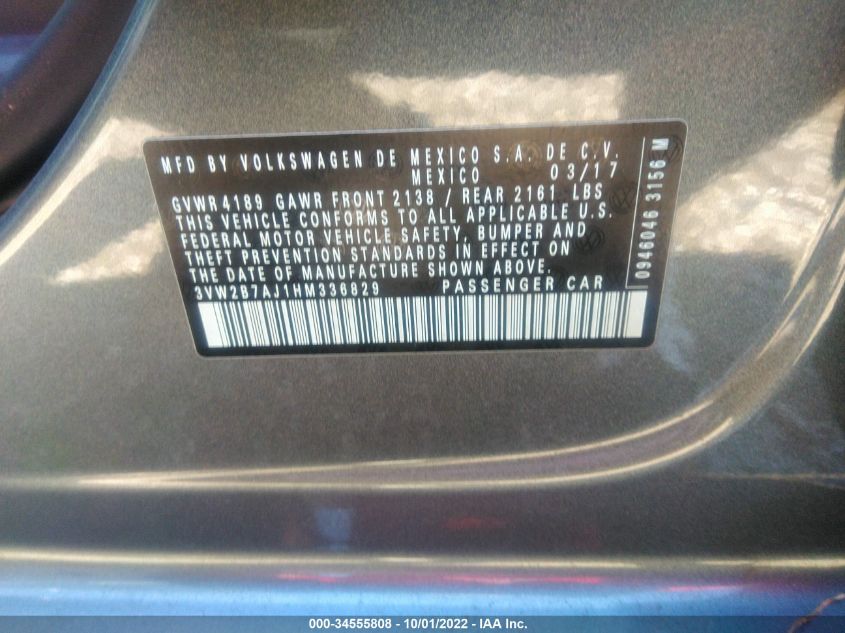 MFD BY VOLKSWAGEN DE MEXICO S.A. DE C.V.
MEXICO 03/17
GVWR 4189 GAWR FRONT 2138 / REAR 2161 LBS
THIS VEHICLE CONFORMS TO ALL APPLICABLE U.S.
FEDERAL MOTOR VEHICLE SAFETY, BUMPER AND
THEFT PREVENTION STANDARDS IN EFFECT ON
THE DATE OF MANUFACTURE SHOWN ABOVE.
3VW2B7AJ1HM336829 PASSENGER CAR
0946046 3156 M
000-34555808 - 10/01/2022 - IAA Inc.